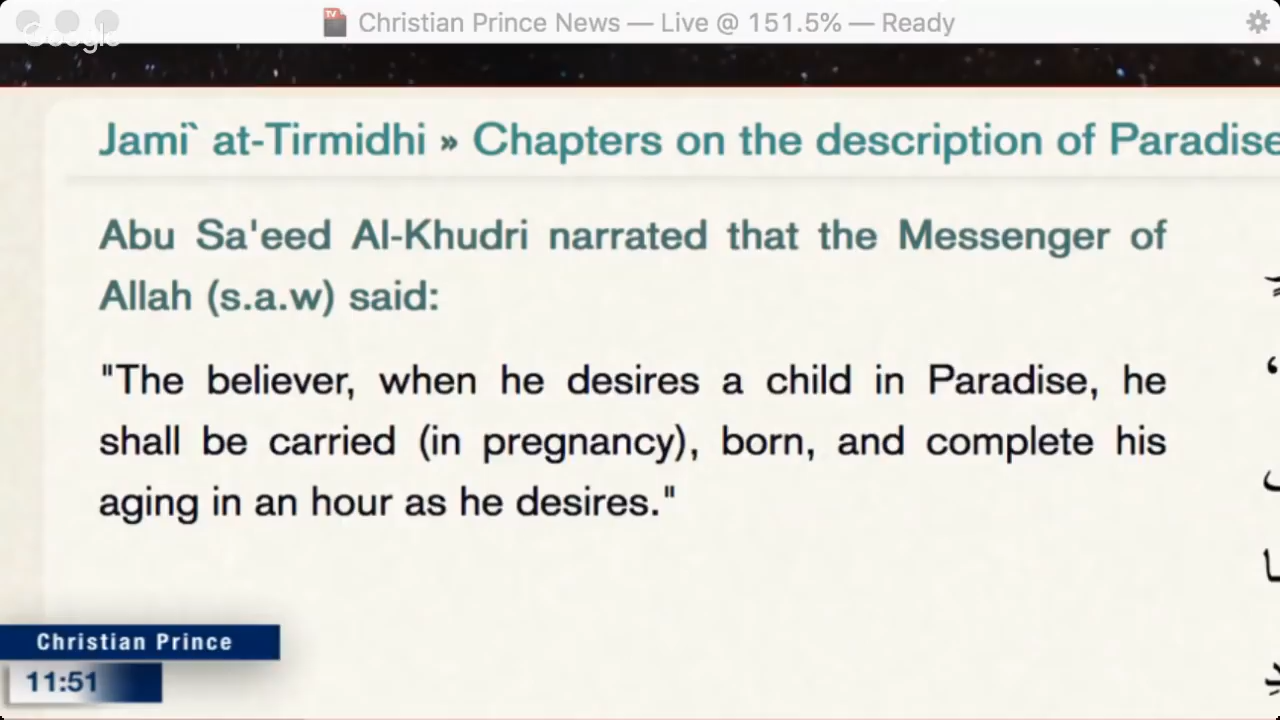 Christian Prince News — Live @ 151.5% — Ready
Google
Jami` at-Tirmidhi » Chapters on the description of Paradise
Abu Sa'eed Al-Khudri narrated that the Messenger of
Allah (s.a.w) said:
"The believer, when he desires a child in Paradise, he
shall be carried (in pregnancy), born, and complete his
aging in an hour as he desires."
Christian Prince
11:51